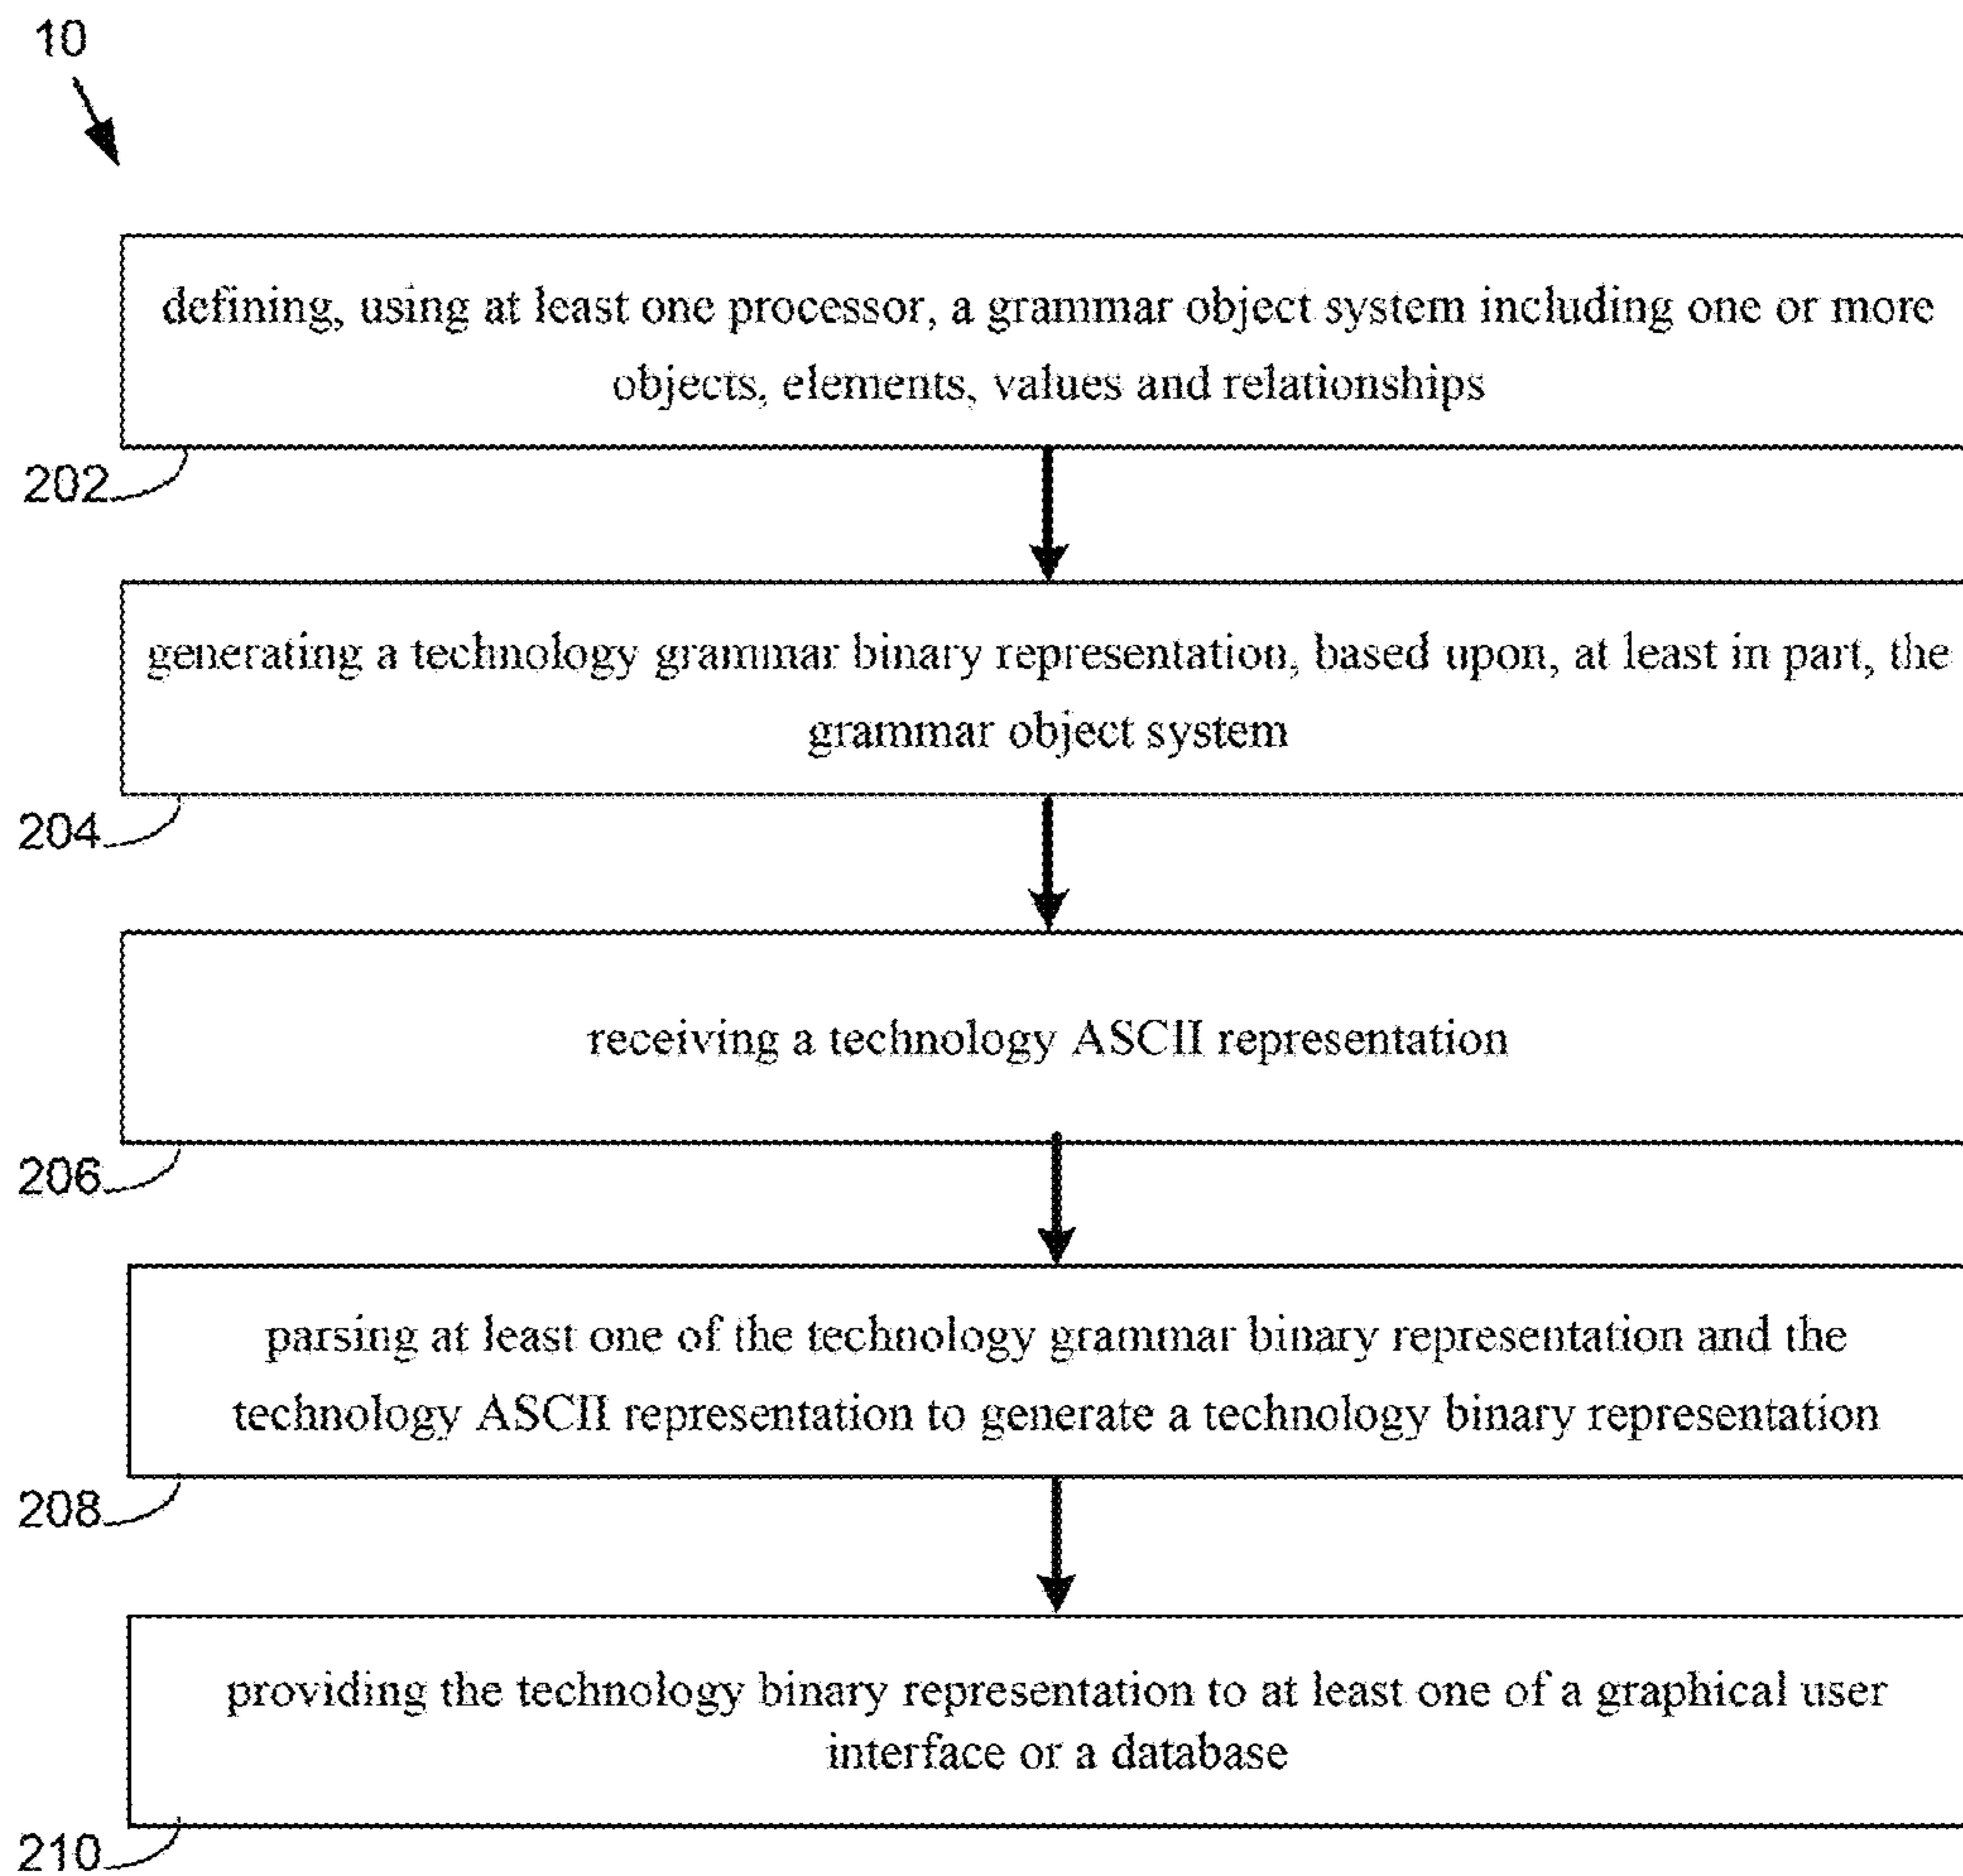 10
defining, using at least one processor, a grammar object system including one or more
objects, elements, values and relationships
202
generating a technology grammar binary representation, based upon, at least in part, the
grammar object system
204
receiving a technology ASCII representation
206
parsing at least one of the technology grammar binary representation and the
technology ASCII representation to generate a technology binary representation
208
providing the technology binary representation to at least one of a graphical user
interface or a database
210